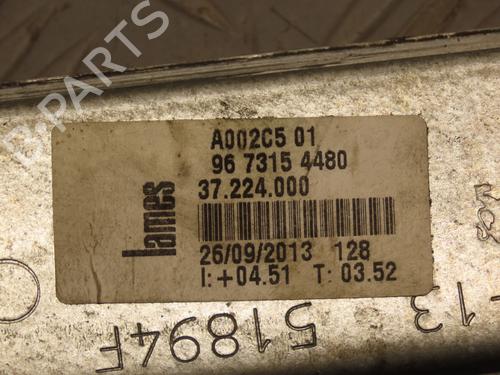 B PARTS
A002C5 01
96 7315 4480
37.224.000
lames
26/09/2013 128
I:+04.51 T: 03.52
13
51894F